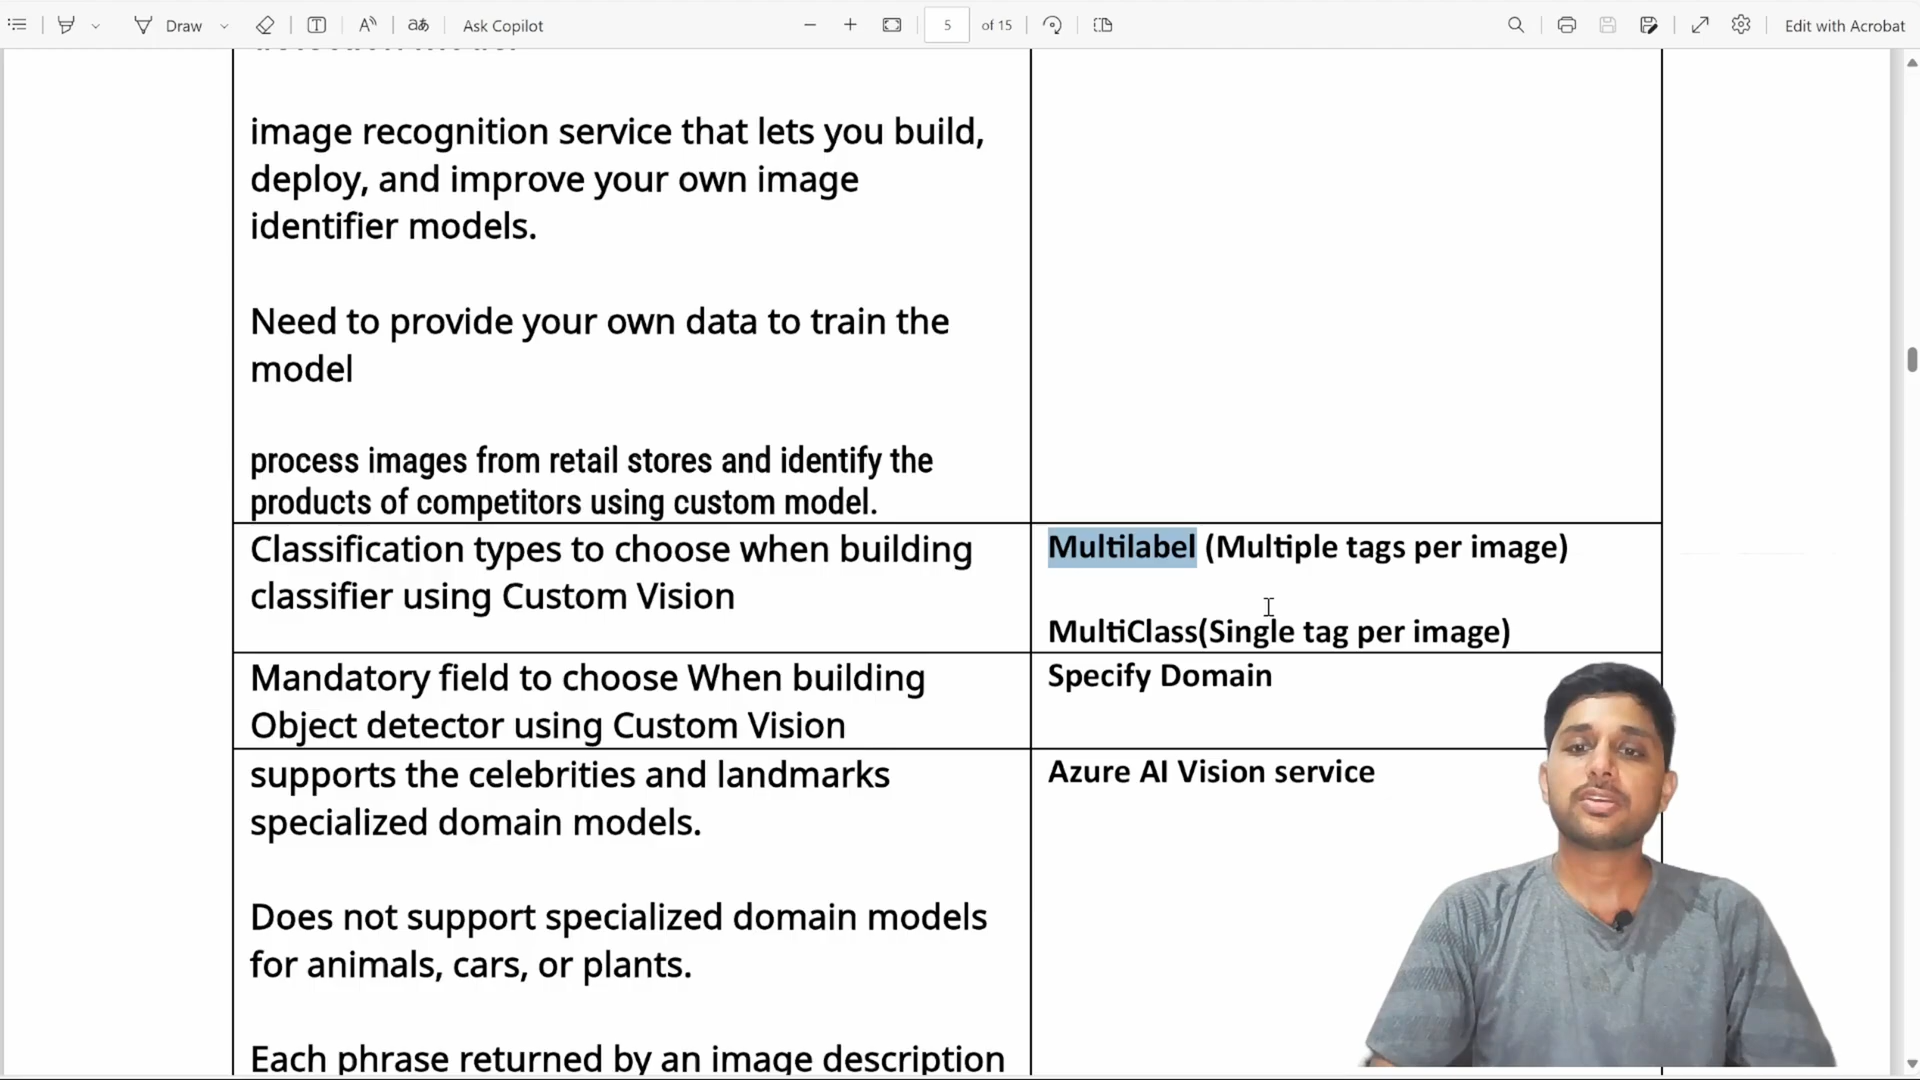 Draw
Ask Copilot
5 of 15
Edit with Acrobat
image recognition service that lets you build,
deploy, and improve your own image
identifier models.
Need to provide your own data to train the
model
process images from retail stores and identify the
products of competitors using custom model.
Classification types to choose when building
classifier using Custom Vision
Multilabel (Multiple tags per image)
MultiClass(Single tag per image)
Mandatory field to choose When building
Object detector using Custom Vision
Specify Domain
supports the celebrities and landmarks
specialized domain models.
Does not support specialized domain models
for animals, cars, or plants.
Each phrase returned by an image description
Azure AI Vision service